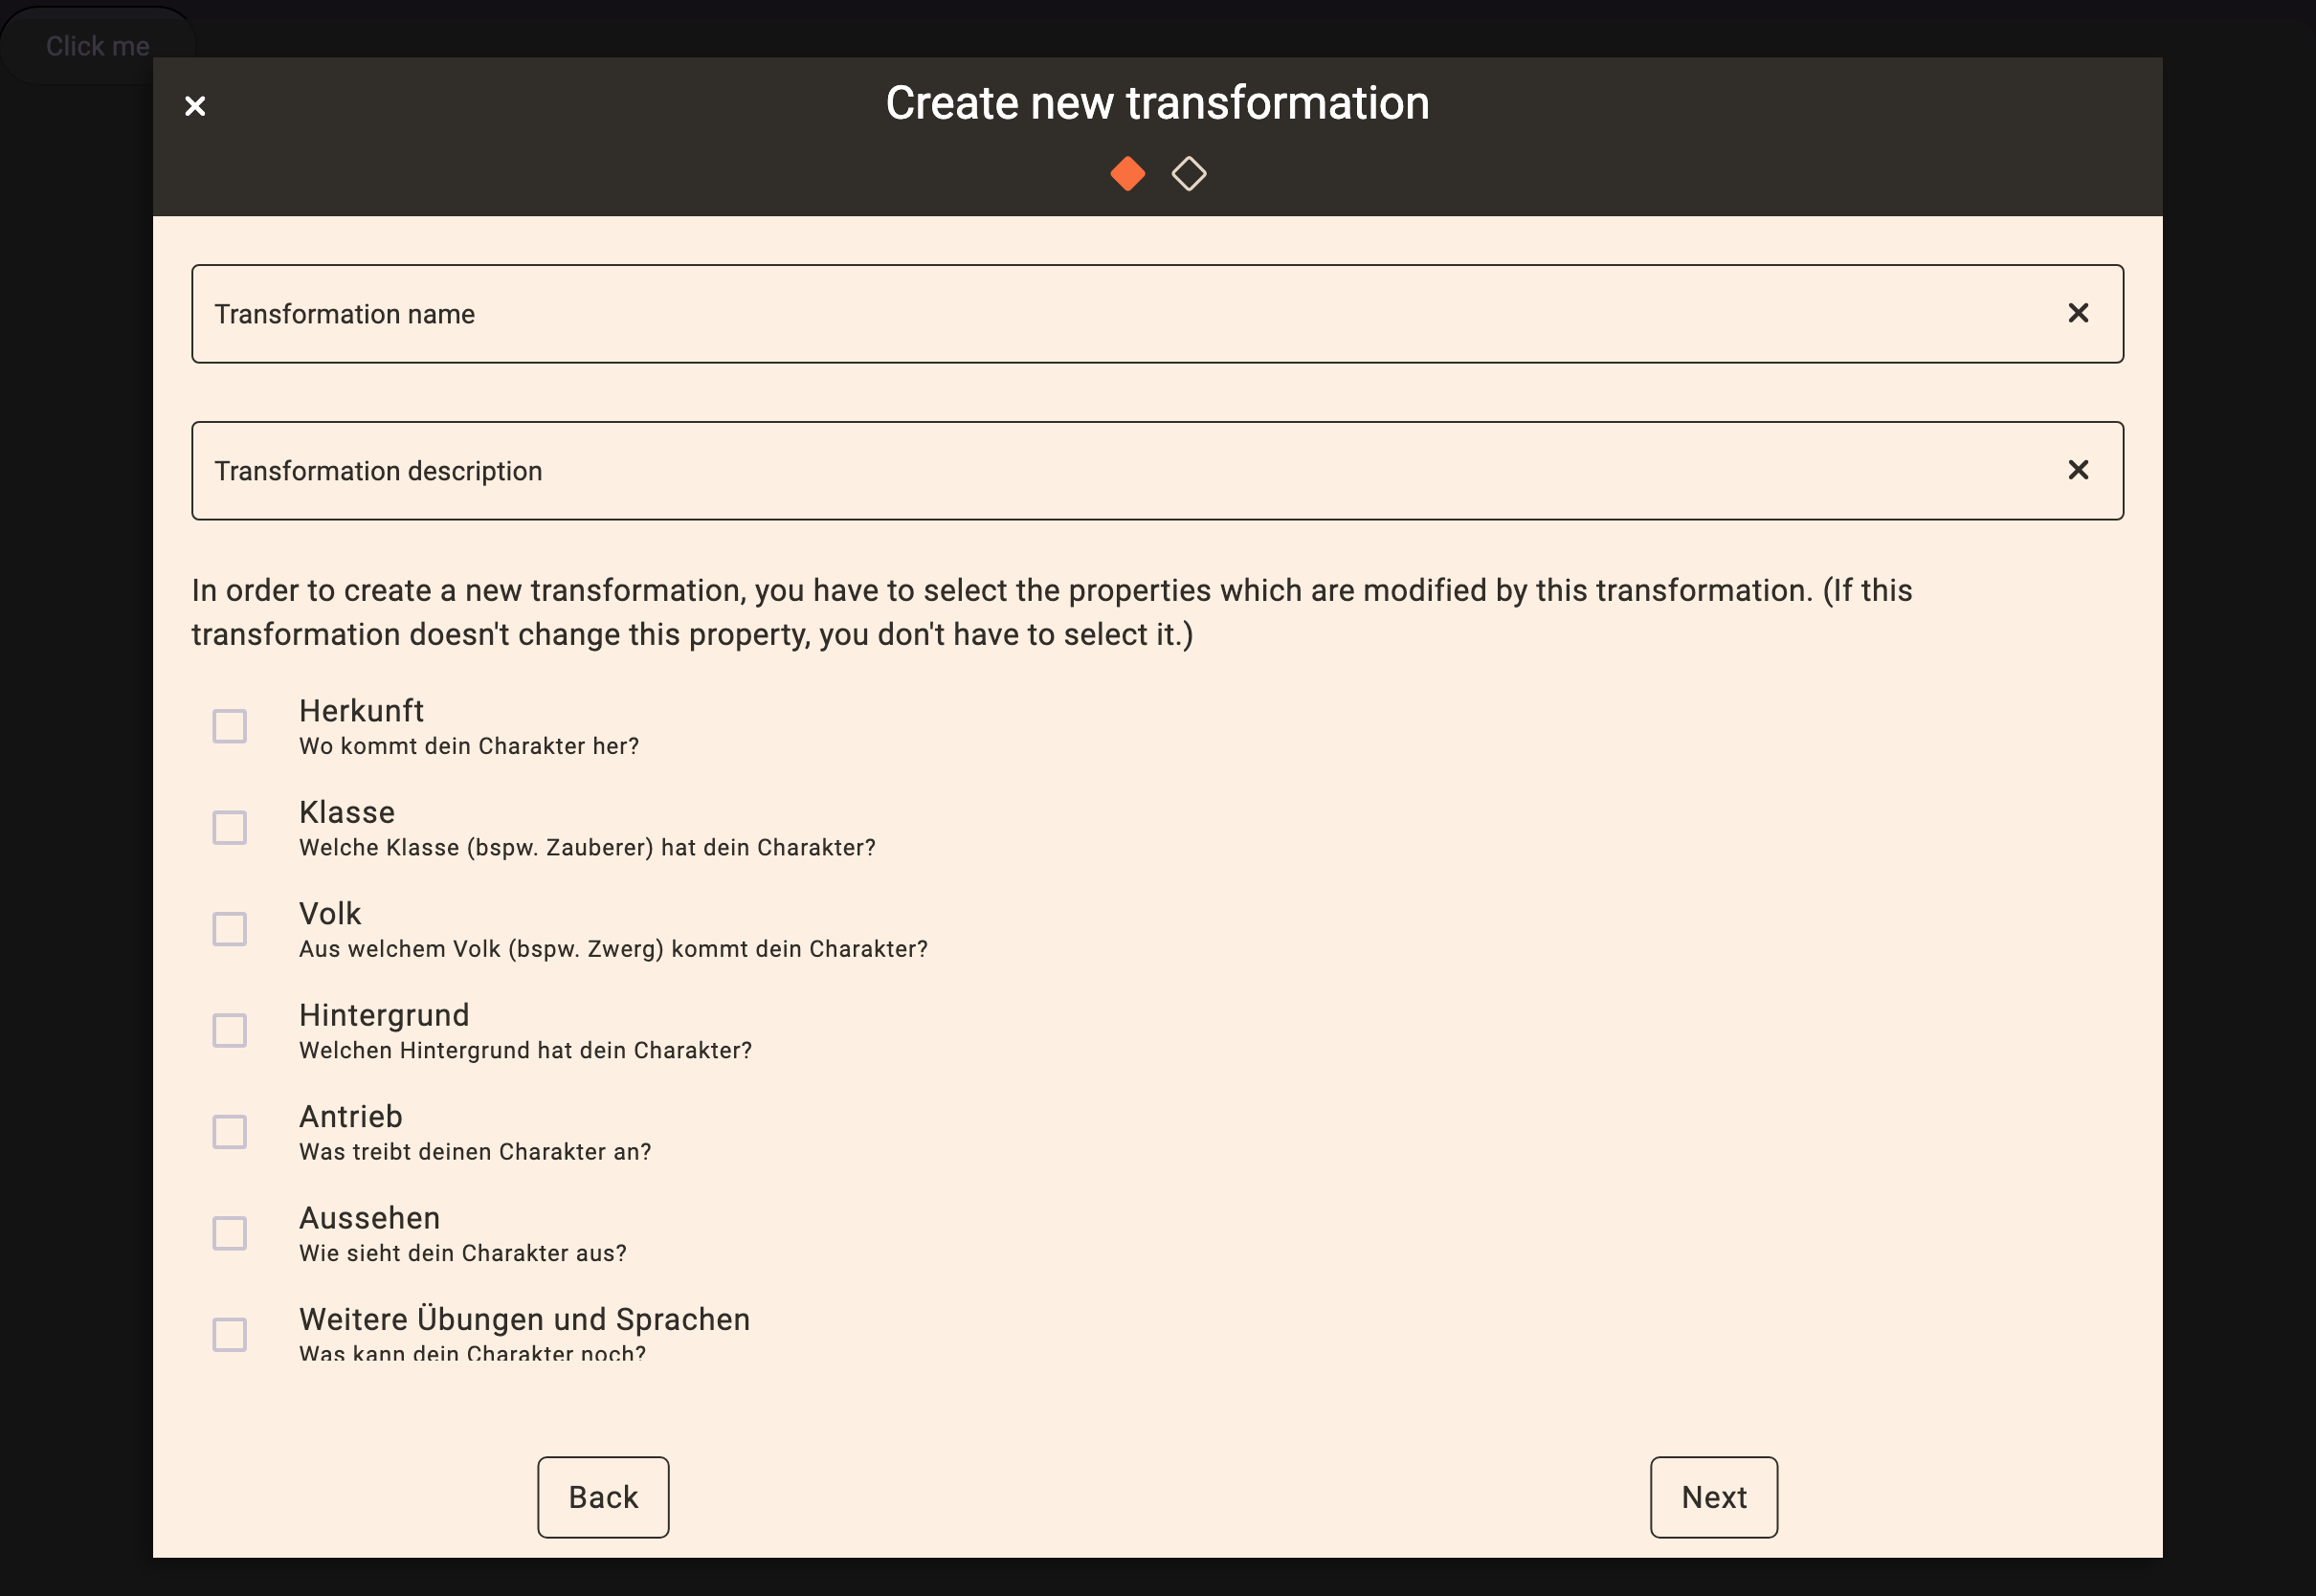 Click me
Create new transformation
Transformation name
Transformation description
In order to create a new transformation, you have to select the properties which are modified by this transformation. (If this
transformation doesn't change this property, you don't have to select it.)
Herkunft
Wo kommt dein Charakter her?
Klasse
Welche Klasse (bspw. Zauberer) hat dein Charakter?
Volk
Aus welchem Volk (bspw. Zwerg) kommt dein Charakter?
Hintergrund
Welchen Hintergrund hat dein Charakter?
Antrieb
Was treibt deinen Charakter an?
Aussehen
Wie sieht dein Charakter aus?
Weitere Übungen und Sprachen
Was kann dein Charakter noch?
Back
Next